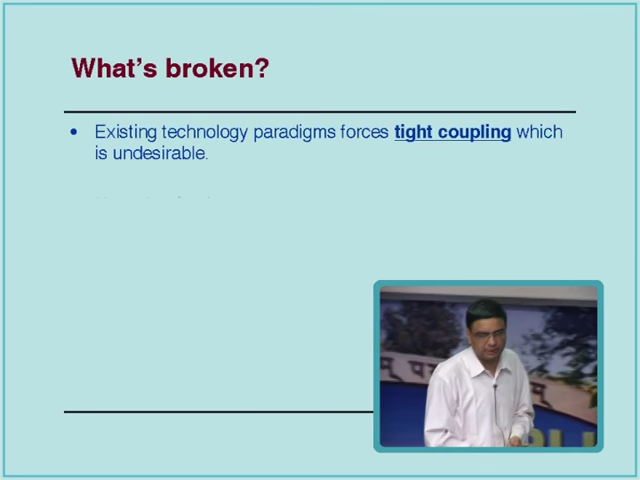 What's broken?
• Existing technology paradigms forces tight coupling which
is undesirable.